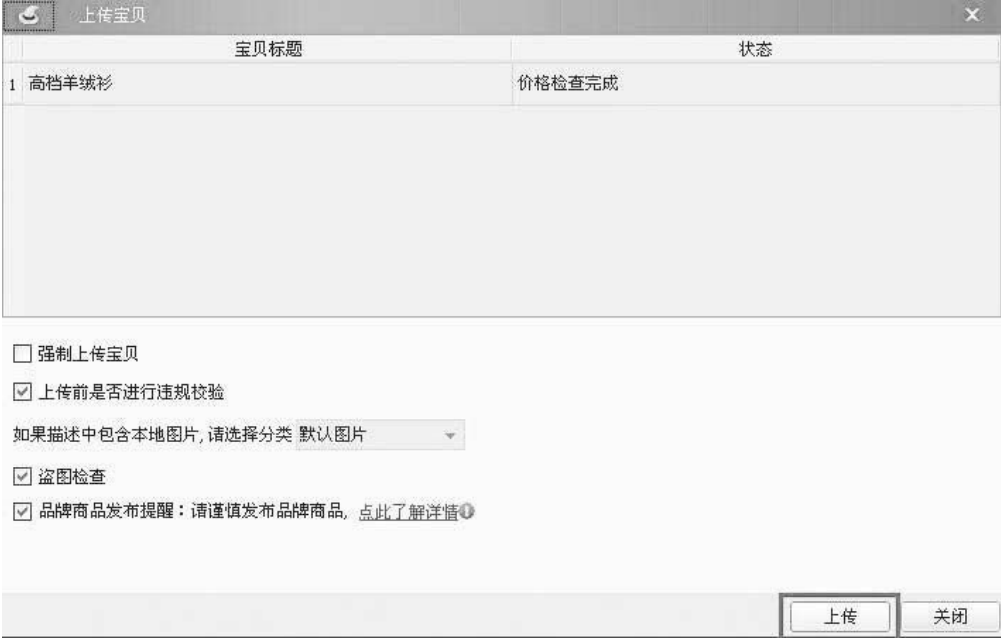 上传宝贝
宝贝标题 状态
1 高档羊绒衫 价格检查完成
强制上传宝贝
上传前是否进行违规校验
如果描述中包含本地图片,请选择分类 默认图片
盗图检查
品牌商品发布提醒：请谨慎发布品牌商品, 点此了解详情
上传 关闭